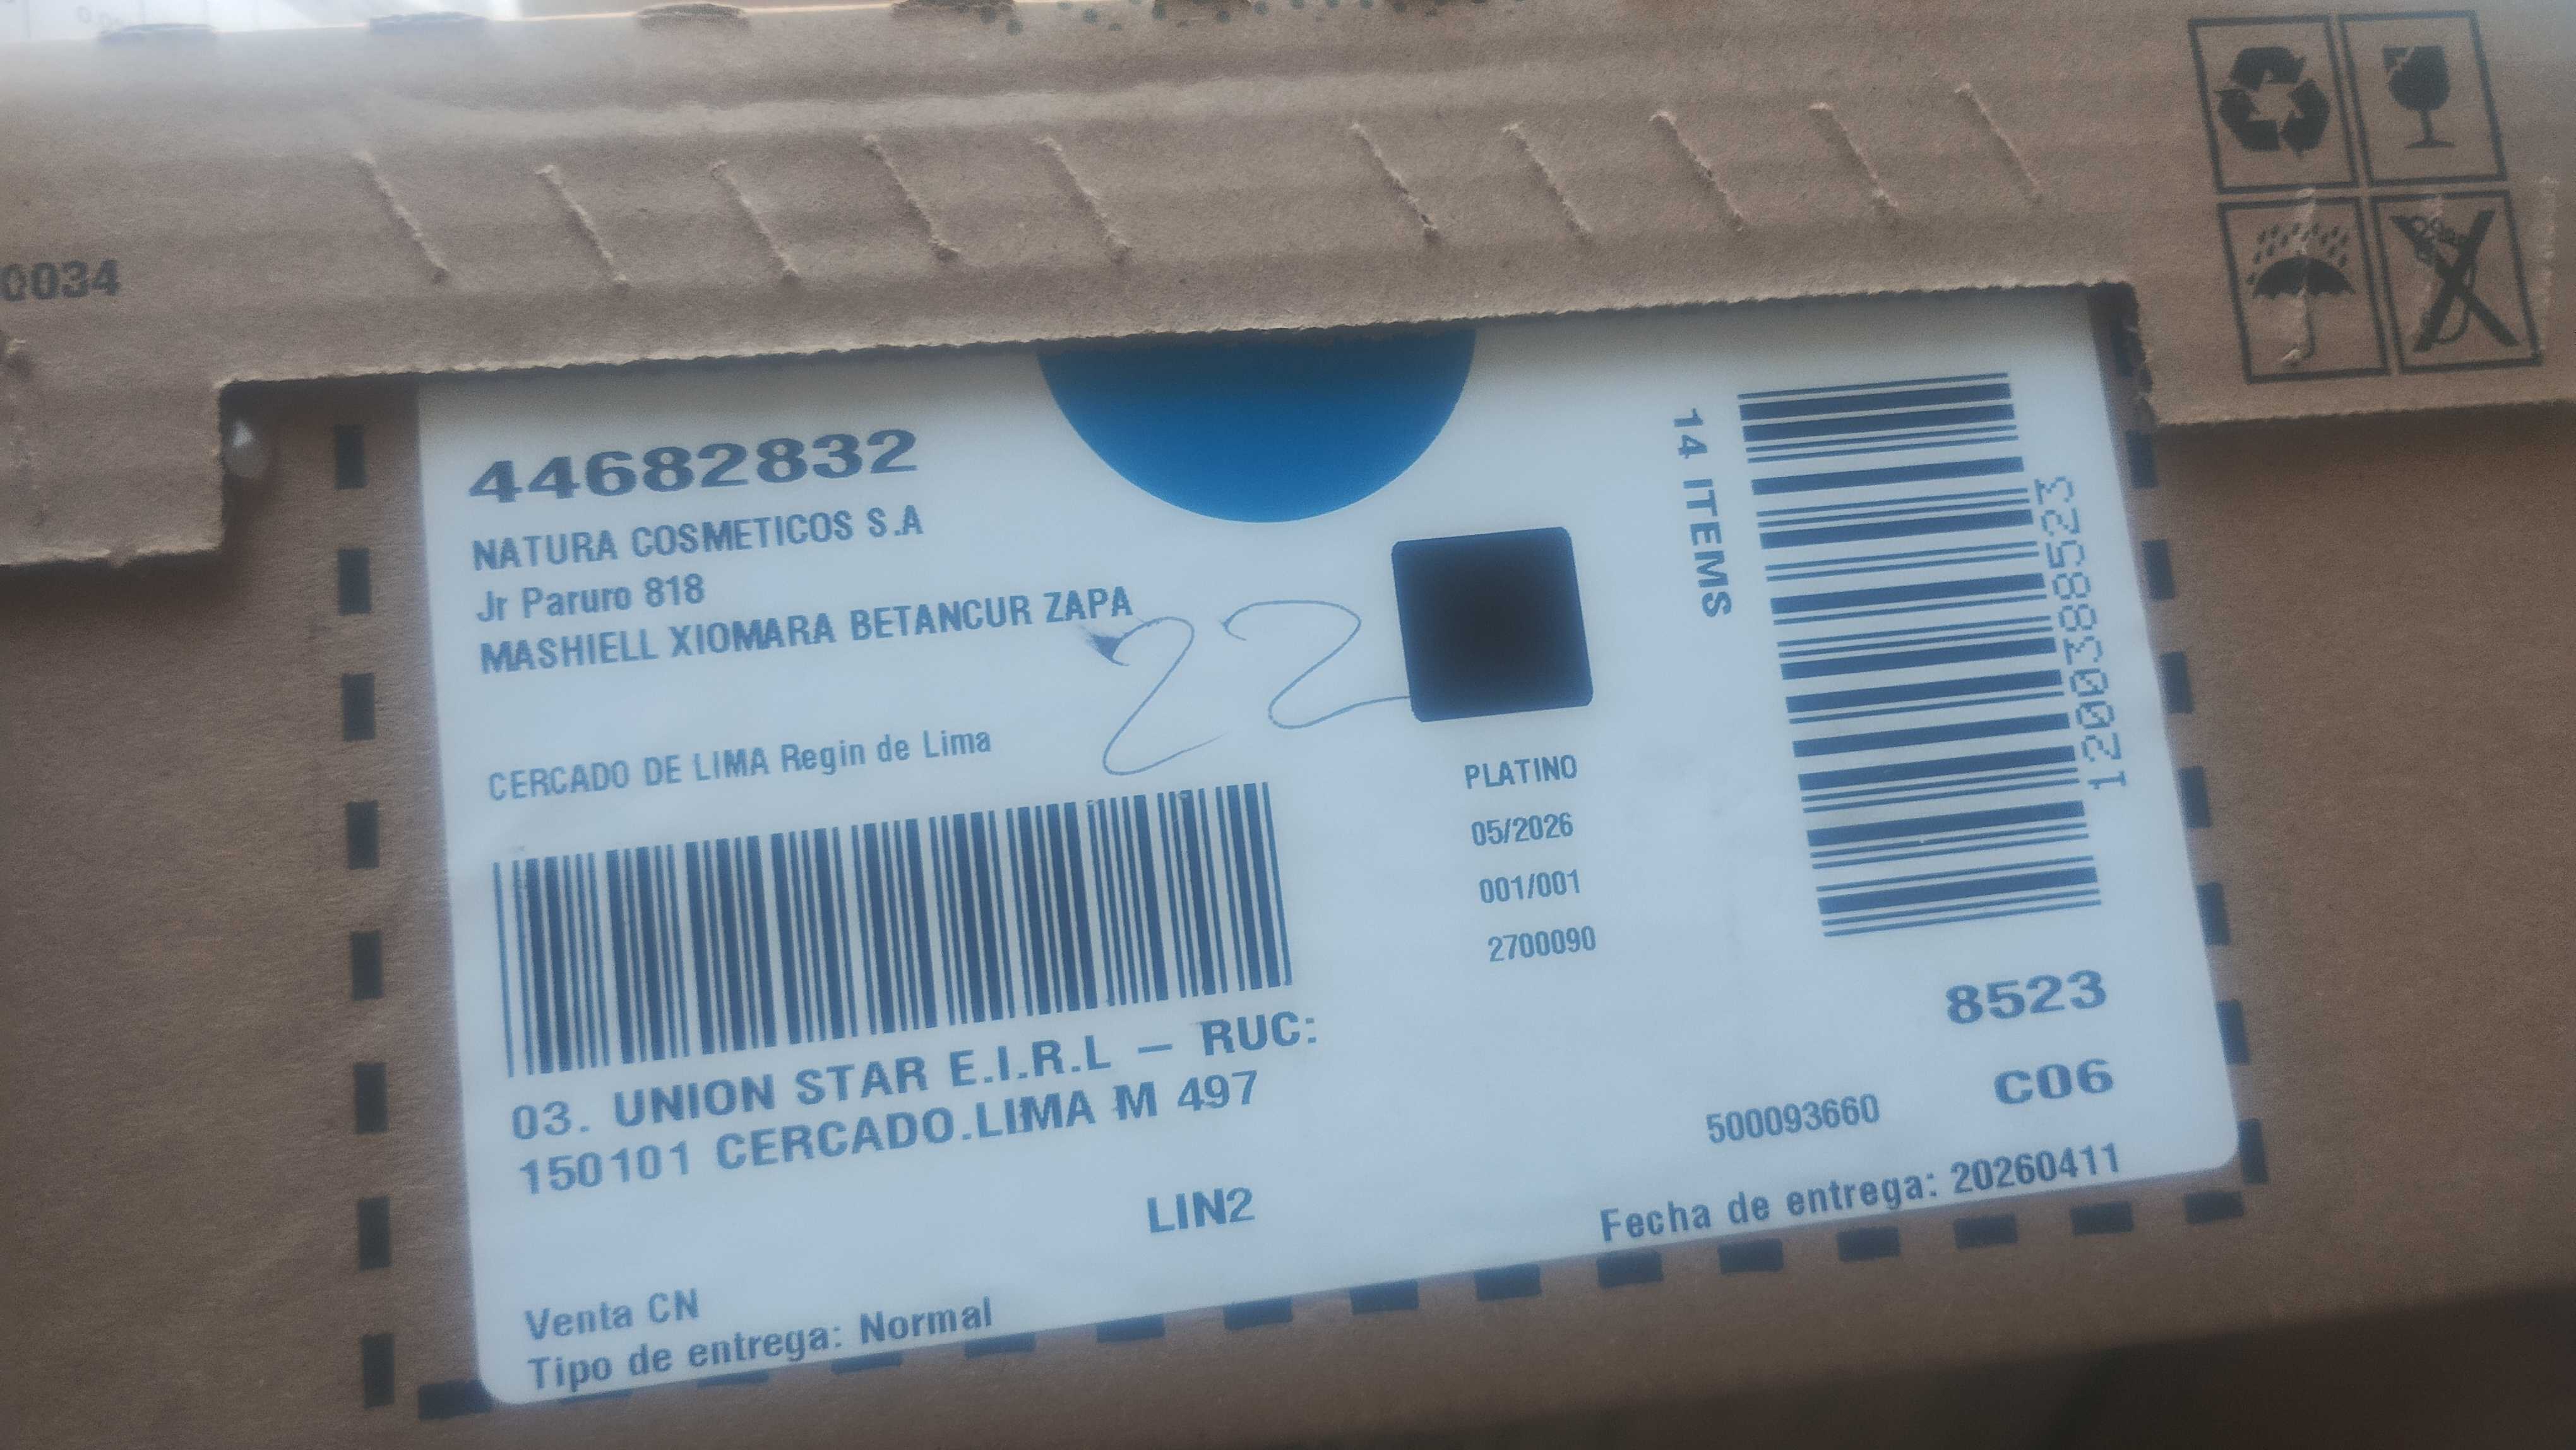 0034
44682832
NATURA COSMETICOS S.A
Jr Paruro 818
MASHIELL XIOMARA BETANCUR ZAPA
22
CERCADO DE LIMA Regin de Lima
03. UNION STAR E.I.R.L – RUC:
150101 CERCADO.LIMA M 497
LIN2
Venta CN
Tipo de entrega: Normal
PLATINO
05/2026
001/001
2700090
14 ITEMS
1200388523
8523
C06
500093660
Fecha de entrega: 20260411